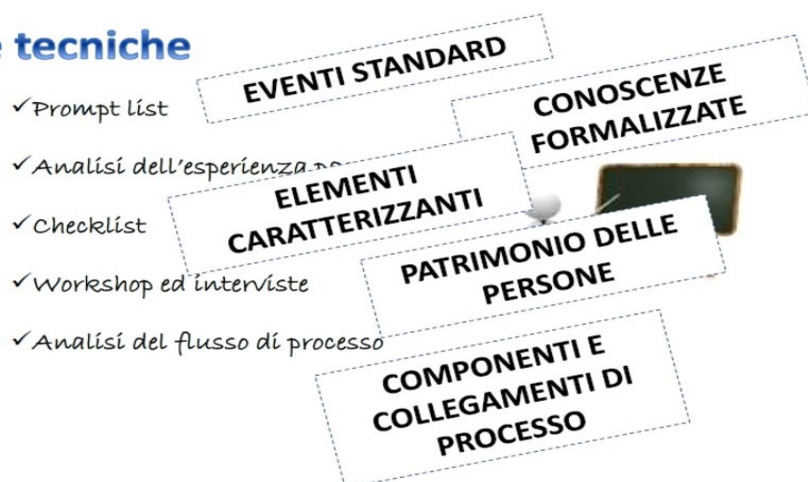 e tecniche
✓Prompt list
✓Analisi dell'esperienza
✓Checklist
✓Workshop ed interviste
✓Analisi del flusso di processo
EVENTI STANDARD
CONOSCENZE
FORMALIZZATE
ELEMENTI
CARATTERIZZANTI
PATRIMONIO DELLE
PERSONE
COMPONENTI E
COLLEGAMENTI DI
PROCESSO